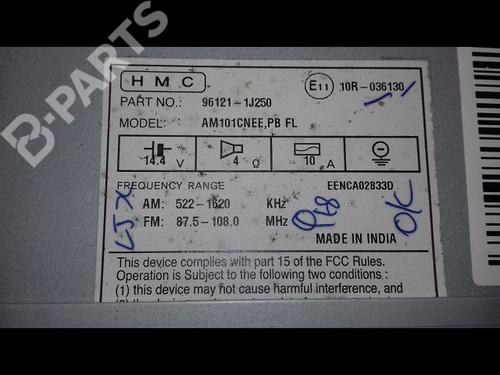 B-PARTS
HMC
E11 10R-036130
PART NO. : 96121-1J250
MODEL: AM101CNEE,PB FL
14.4 V
4 Ω
10 A
FREQUENCY RANGE EENCA02833D
AM: 522-1620 KHz
FM: 87.5-108.0 MHz
MADE IN INDIA
OK
This device complies with part 15 of the FCC Rules.
Operation is Subject to the following two conditions :
(1) this device may not cause harmful interference, and